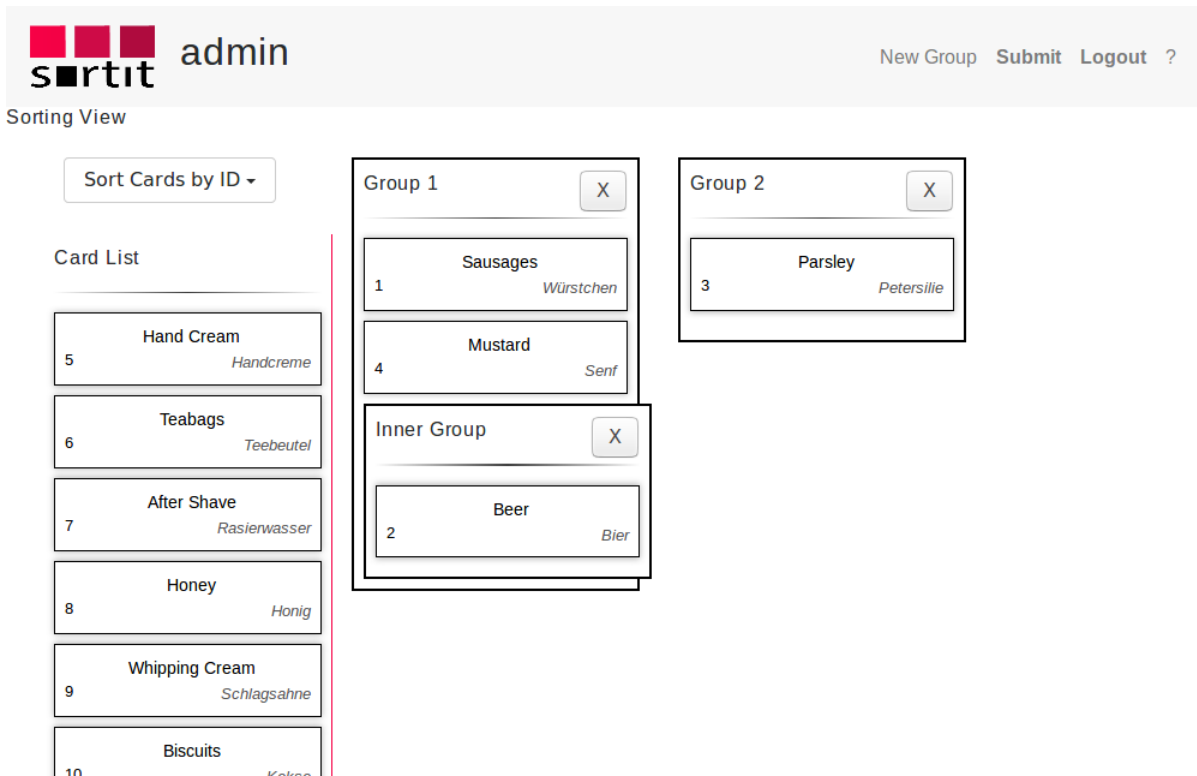 sortit
admin
New Group Submit Logout ?
Sorting View
Sort Cards by ID
Card List
Hand Cream
5 Handcreme
Teabags
6 Teebeutel
After Shave
7 Rasierwasser
Honey
8 Honig
Whipping Cream
9 Schlagsahne
Biscuits
10 Kekse
Group 1 X
Sausages
1 Würstchen
Mustard
4 Senf
Inner Group X
Beer
2 Bier
Group 2 X
Parsley
3 Petersilie